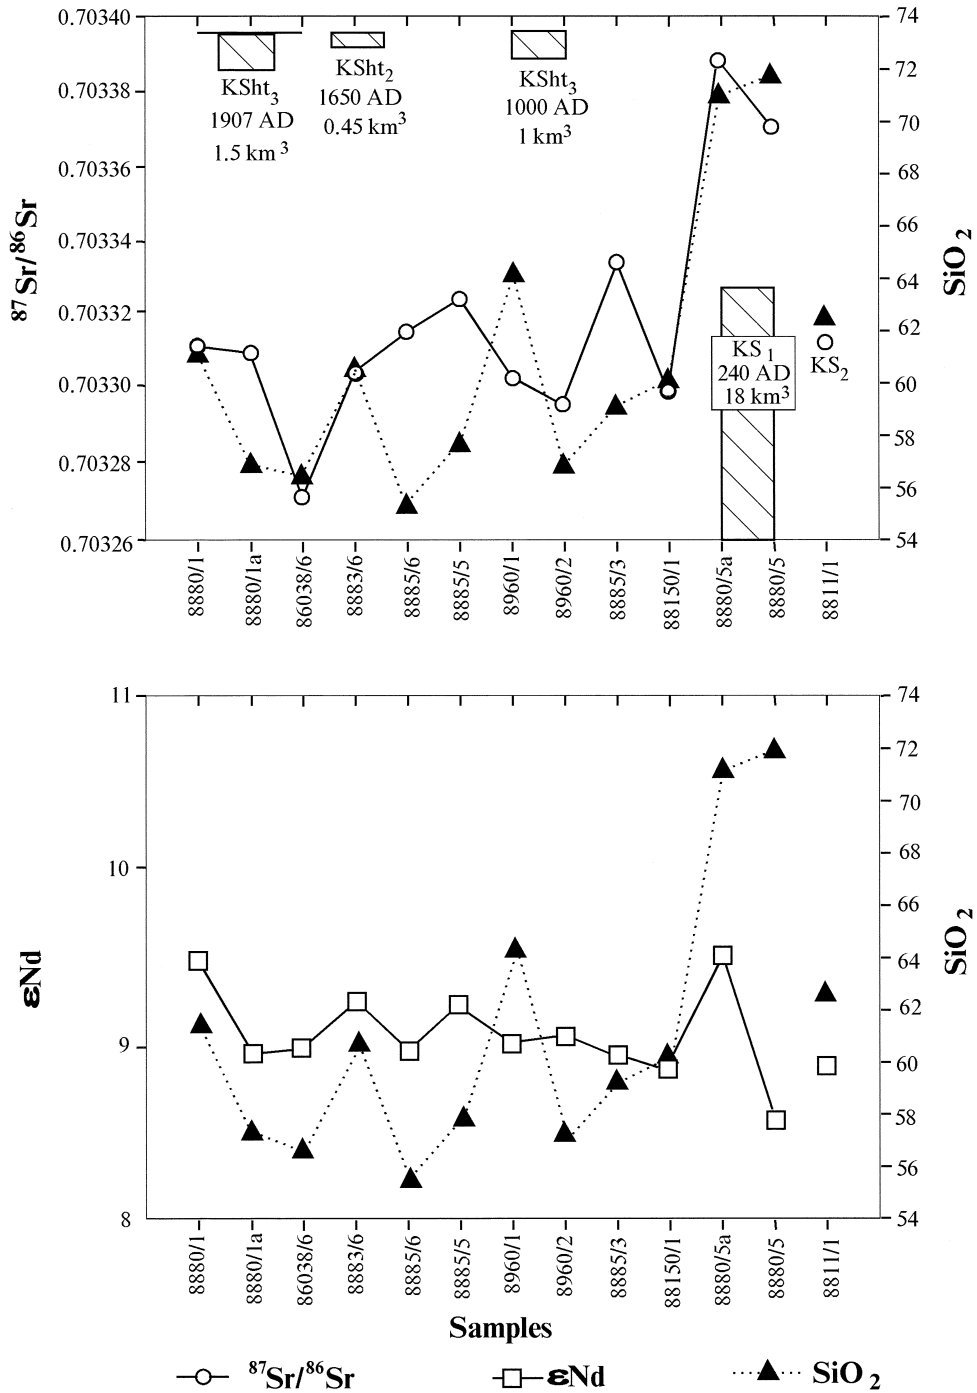 0.70340
0.70338
0.70336
0.70334
0.70332
0.70330
0.70328
0.70326
⁸⁷Sr/⁸⁶Sr
KSht₃
1907 AD
1.5 km³
KSht₂
1650 AD
0.45 km³
KSht₃
1000 AD
1 km³
KS₁
240 AD
18 km³
KS₂
74
72
70
68
66
64
62
60
58
56
54
SiO₂
8880/1
8880/1a
86038/6
8883/6
8885/6
8885/5
8960/1
8960/2
8885/3
88150/1
8880/5a
8880/5
8811/1
11
10
9
8
εNd
74
72
70
68
66
64
62
60
58
56
54
SiO₂
8880/1
8880/1a
86038/6
8883/6
8885/6
8885/5
8960/1
8960/2
8885/3
88150/1
8880/5a
8880/5
8811/1
Samples
⁸⁷Sr/⁸⁶Sr εNd SiO₂